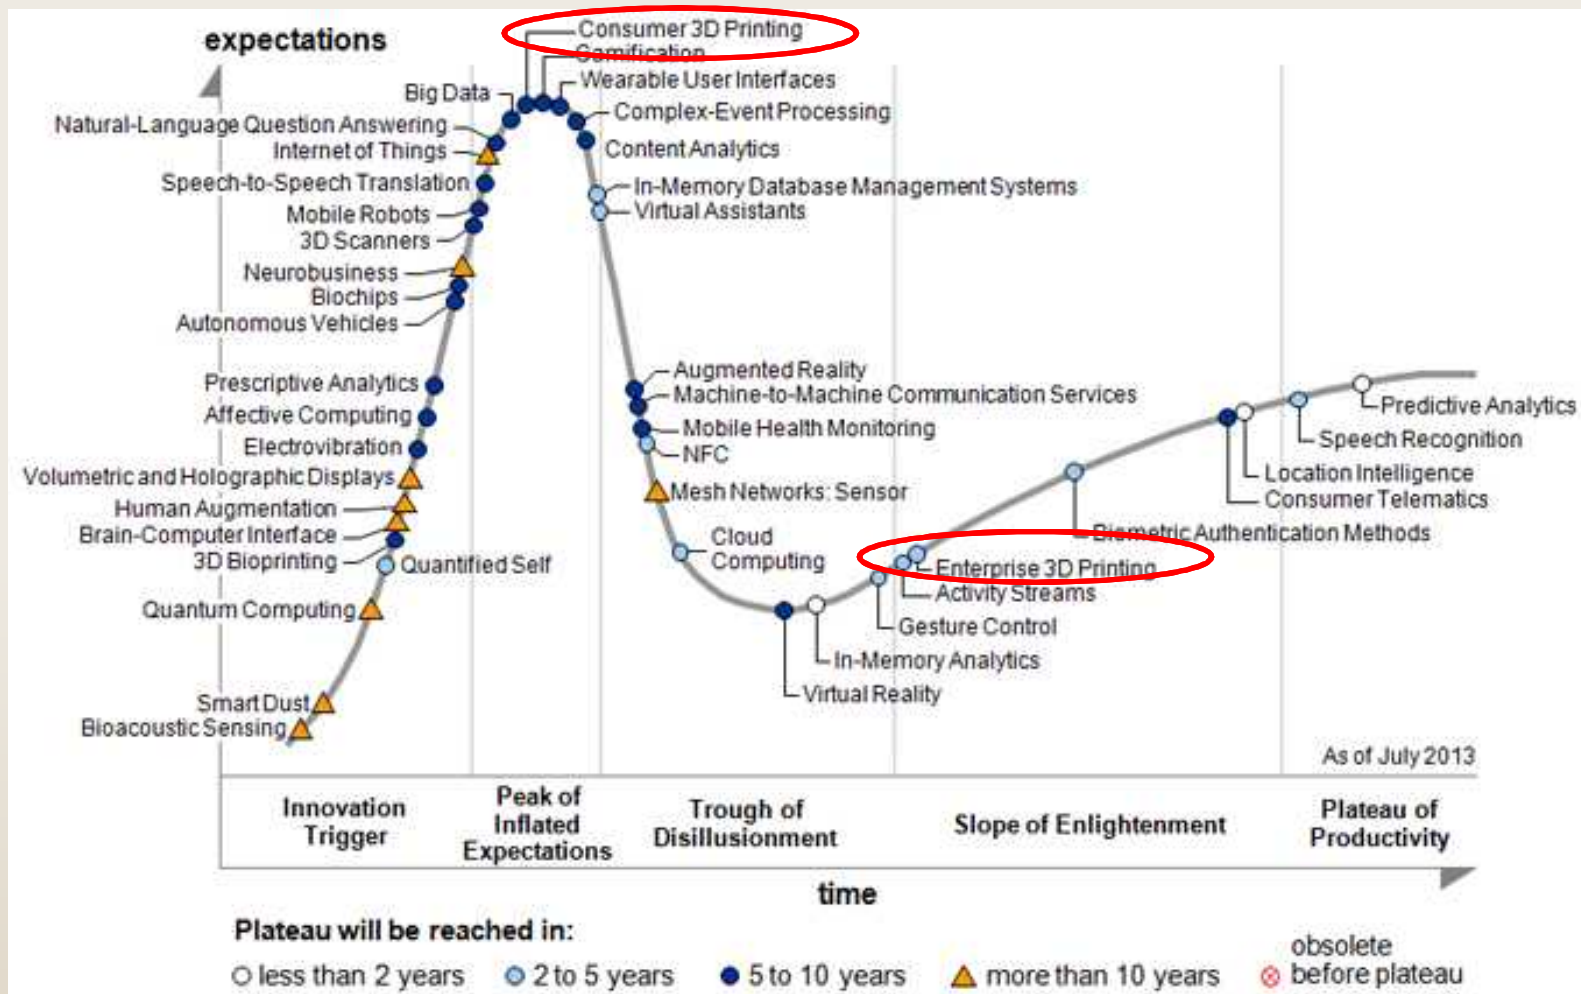 expectations
Consumer 3D Printing
Gamification
Wearable User Interfaces
Big Data
Complex-Event Processing
Natural-Language Question Answering
Internet of Things
Content Analytics
Speech-to-Speech Translation
In-Memory Database Management Systems
Mobile Robots
Virtual Assistants
3D Scanners
Neurobusiness
Biochips
Autonomous Vehicles
Augmented Reality
Prescriptive Analytics
Machine-to-Machine Communication Services
Predictive Analytics
Affective Computing
Mobile Health Monitoring
Speech Recognition
Electrovibration
NFC
Location Intelligence
Volumetric and Holographic Displays
Mesh Networks: Sensor
Consumer Telematics
Human Augmentation
Brain-Computer Interface
Biometric Authentication Methods
Cloud
Computing
3D Bioprinting
Quantified Self
Enterprise 3D Printing
Activity Streams
Quantum Computing
Gesture Control
In-Memory Analytics
Virtual Reality
Smart Dust
Bioacoustic Sensing
As of July 2013
Innovation
Trigger
Peak of
Inflated
Expectations
Trough of
Disillusionment
Slope of Enlightenment
Plateau of
Productivity
time
Plateau will be reached in:
less than 2 years
2 to 5 years
5 to 10 years
more than 10 years
obsolete
before plateau